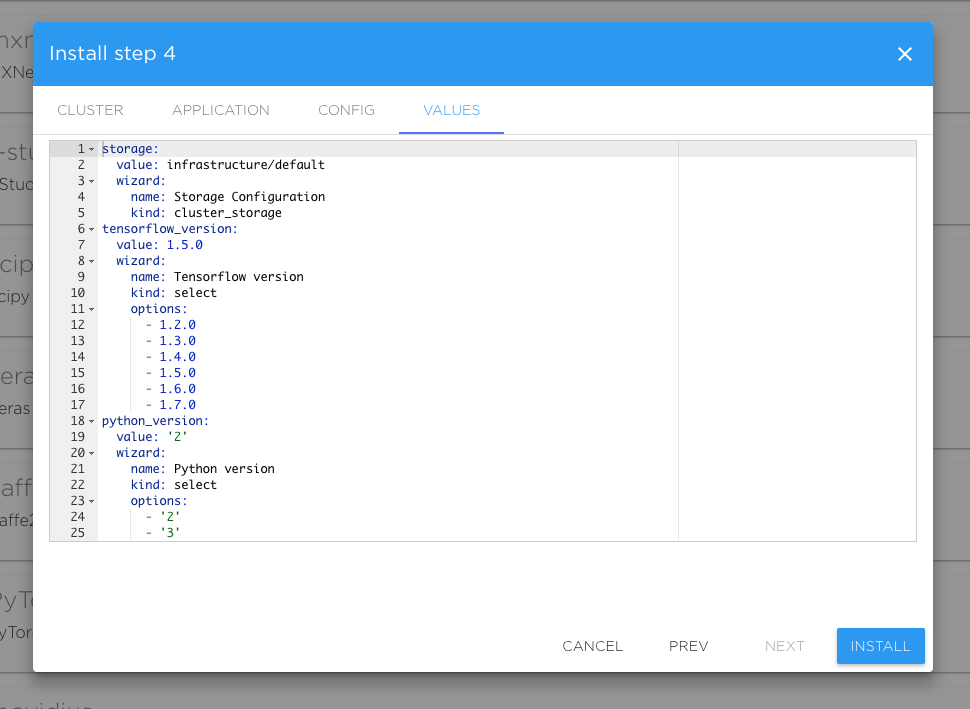 Install step 4
CLUSTER APPLICATION CONFIG VALUES
1 storage:
2 value: infrastructure/default
3 wizard:
4 name: Storage Configuration
5 kind: cluster_storage
6 tensorflow_version:
7 value: 1.5.0
8 wizard:
9 name: Tensorflow version
10 kind: select
11 options:
12 - 1.2.0
13 - 1.3.0
14 - 1.4.0
15 - 1.5.0
16 - 1.6.0
17 - 1.7.0
18 python_version:
19 value: '2'
20 wizard:
21 name: Python version
22 kind: select
23 options:
24 - '2'
25 - '3'
CANCEL PREV NEXT INSTALL